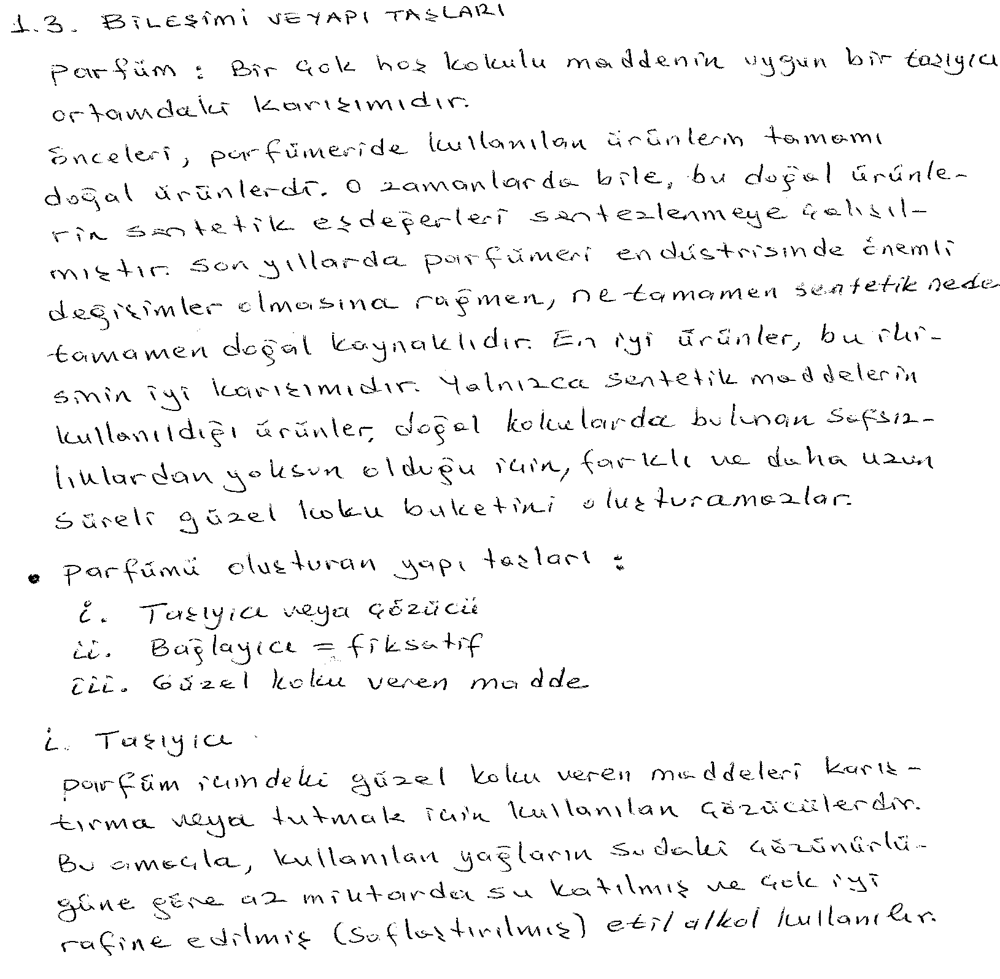 1.3. BİLEŞİMİ VE YAPI TAŞLARI
Parfüm : Bir çok hoş kokulu maddenin uygun bir taşıyıcı
ortamdaki karışımıdır.
Önceleri, parfümeride kullanılan ürünlerin tamamı
doğal ürünlerdi. O zamanlarda bile, bu doğal ürünle-
rin sentetik eşdeğerleri sentezlenmeye çalışıl-
mıştır. Son yıllarda parfümeri endüstrisinde önemli
değişimler olmasına rağmen, ne tamamen sentetik nede
tamamen doğal kaynaklıdır. En iyi ürünler, bu iki-
sinin iyi karışımıdır. Yalnızca sentetik maddelerin
kullanıldığı ürünler, doğal kokularda bulunan safsız-
lıklardan yoksun olduğu için, farklı ve daha uzun
süreli güzel koku buketini oluşturamazlar.
• Parfümü oluşturan yapı taşları :
i. Taşıyıcı veya çözücü
ii. Bağlayıcı = fiksatif
iii. Güzel koku veren madde
i. Taşıyıcı
Parfüm içindeki güzel koku veren maddeleri karış-
tırma veya tutmak için kullanılan çözücülerdir.
Bu amaçla, kullanılan yağların sudaki çözünürlü-
güne göre az miktarda su katılmış ve çok iyi
rafine edilmiş (saflaştırılmış) etil alkol kullanılır.